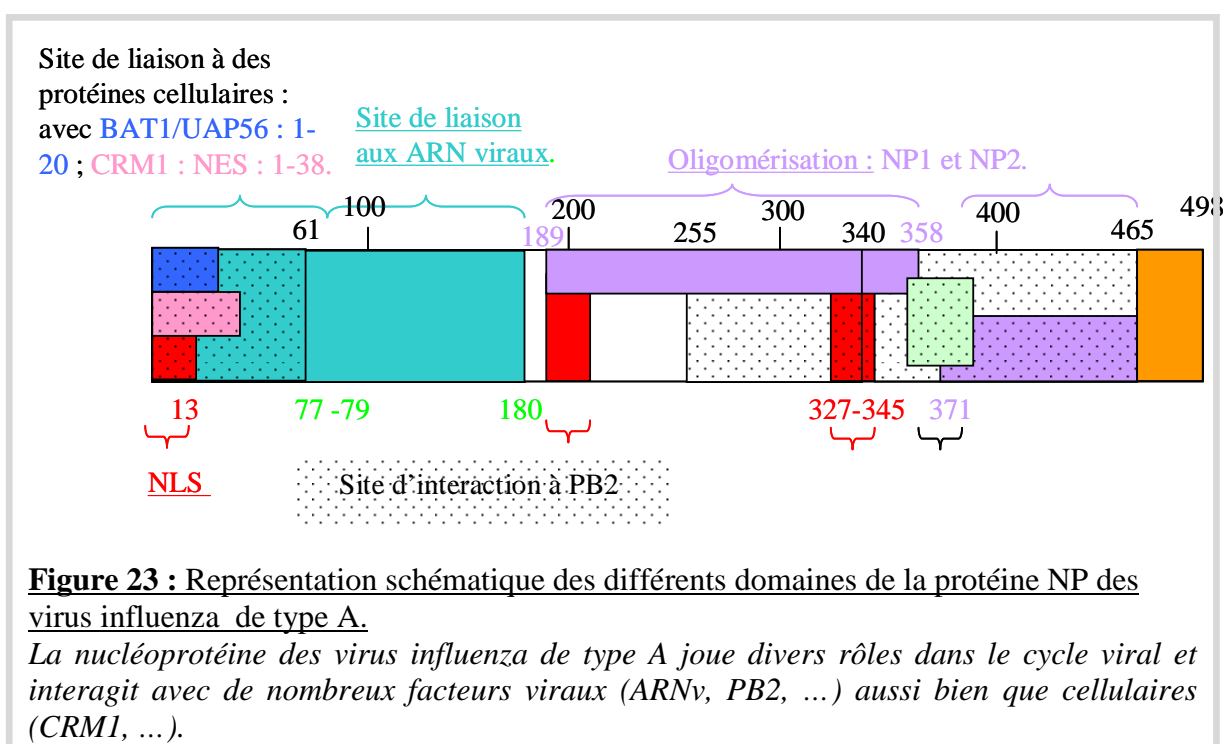 Site de liaison à des
protéines cellulaires :
avec BAT1/UAP56 : 1-
20 ; CRM1 : NES : 1-38.
Site de liaison
aux ARN viraux.
Oligomérisation : NP1 et NP2.
100 200 300 400 498
61 189 255 340 358 465
13 77 -79 180 327-345 371
NLS
Site d’interaction à PB2
Figure 23 : Représentation schématique des différents domaines de la protéine NP des
virus influenza de type A.
La nucléoprotéine des virus influenza de type A joue divers rôles dans le cycle viral et
interagit avec de nombreux facteurs viraux (ARNv, PB2, …) aussi bien que cellulaires
(CRM1, …).